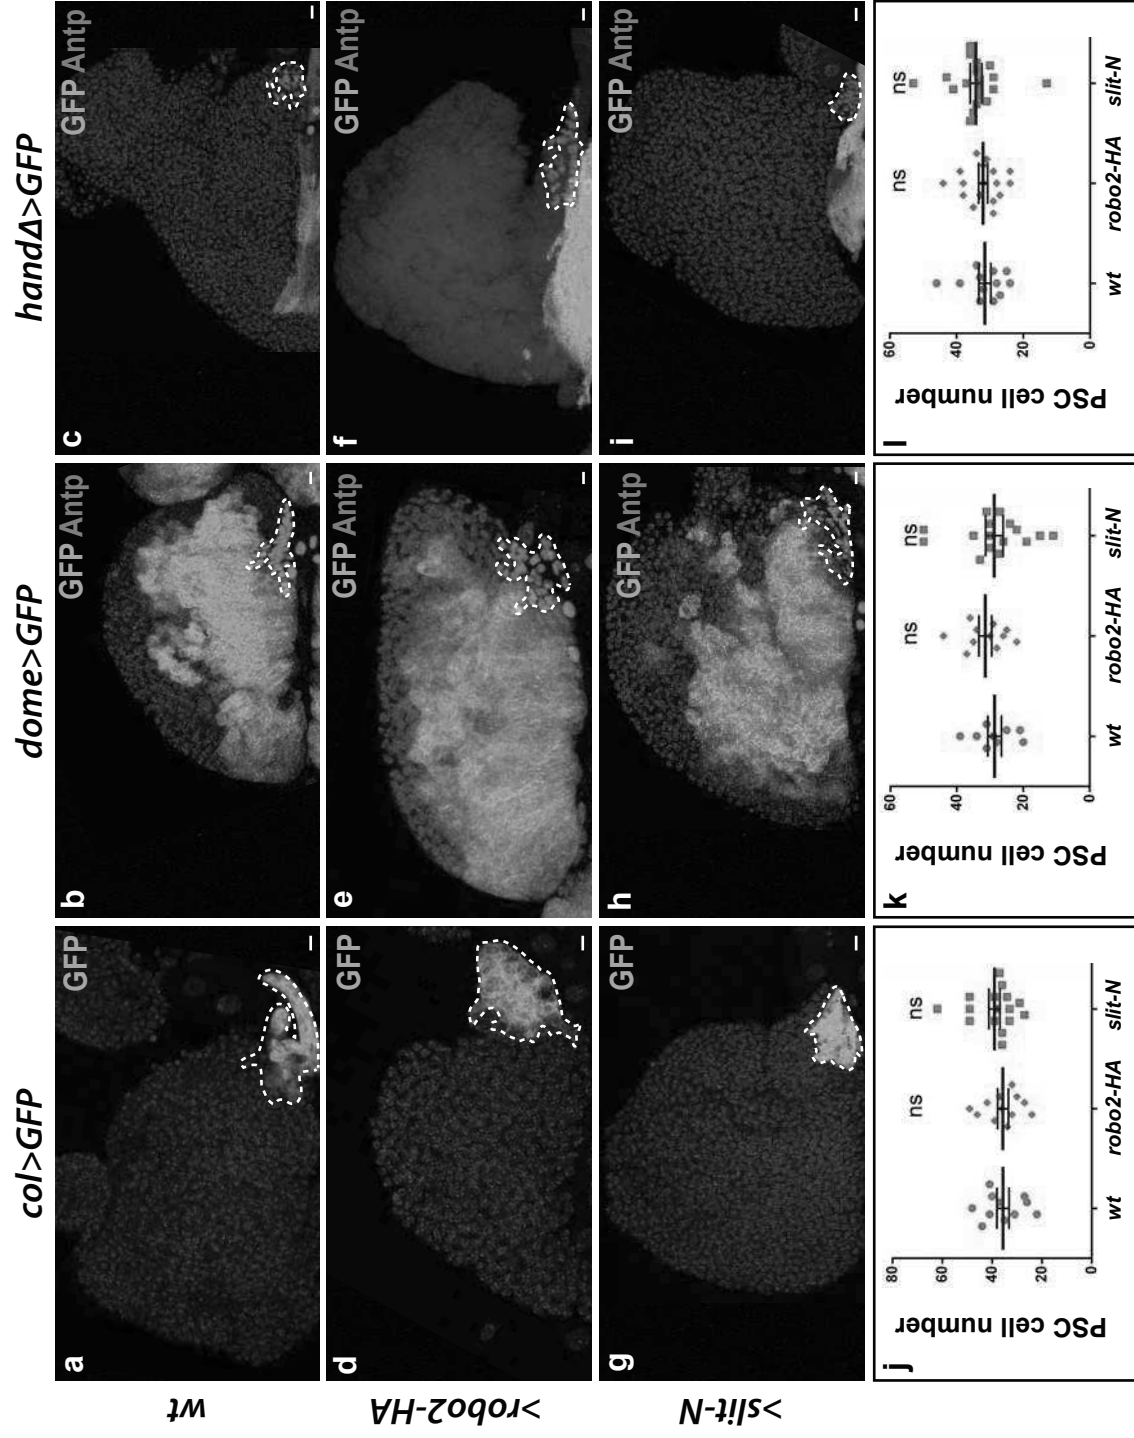 col>GFP
dome>GFP
handΔ>GFP
wt
a
GFP
b
GFP Antp
c
GFP Antp
>robo2-HA
d
GFP
e
GFP Antp
f
GFP Antp
>slit-N
g
GFP
h
GFP Antp
i
GFP Antp
j
PSC cell number
80
60
40
20
0
ns
ns
wt
robo2-HA
slit-N
k
PSC cell number
60
40
20
0
ns
ns
wt
robo2-HA
slit-N
l
PSC cell number
60
40
20
0
ns
ns
wt
robo2-HA
slit-N